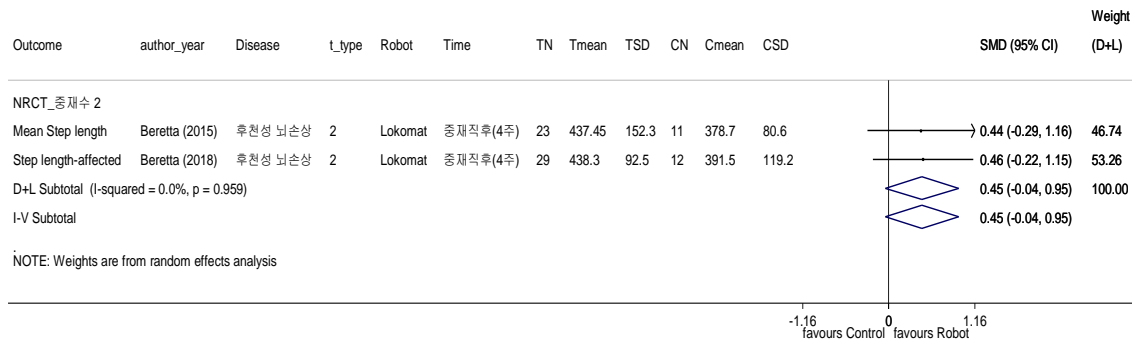 Weight
Outcome author_year Disease t_type Robot Time TN Tmean TSD CN Cmean CSD SMD (95% CI) (D+L)
NRCT_중재수 2
Mean Step length Beretta (2015) 후천성 뇌손상 2 Lokomat 중재직후(4주) 23 437.45 152.3 11 378.7 80.6 0.44 (-0.29, 1.16) 46.74
Step length-affected Beretta (2018) 후천성 뇌손상 2 Lokomat 중재직후(4주) 29 438.3 92.5 12 391.5 119.2 0.46 (-0.22, 1.15) 53.26
D+L Subtotal (I-squared = 0.0%, p = 0.959) 0.45 (-0.04, 0.95) 100.00
I-V Subtotal 0.45 (-0.04, 0.95)
.
NOTE: Weights are from random effects analysis
-1.16 0 1.16
favours Control favours Robot